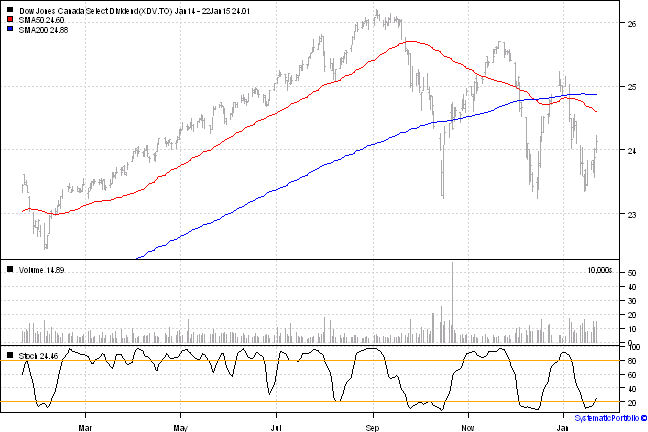 Dow Jones Canada Select Dividend(XDV.TO) Jan14 - 22Jan15 24.01
SMA50 24.60
SMA200 24.88
26
25
24
23
Volume 14.89
10,000s
50
40
30
20
10
0
Stoch 24.46
100
80
60
40
20
Mar May Jul Sep Nov Jan
SystematicPortfolio ©